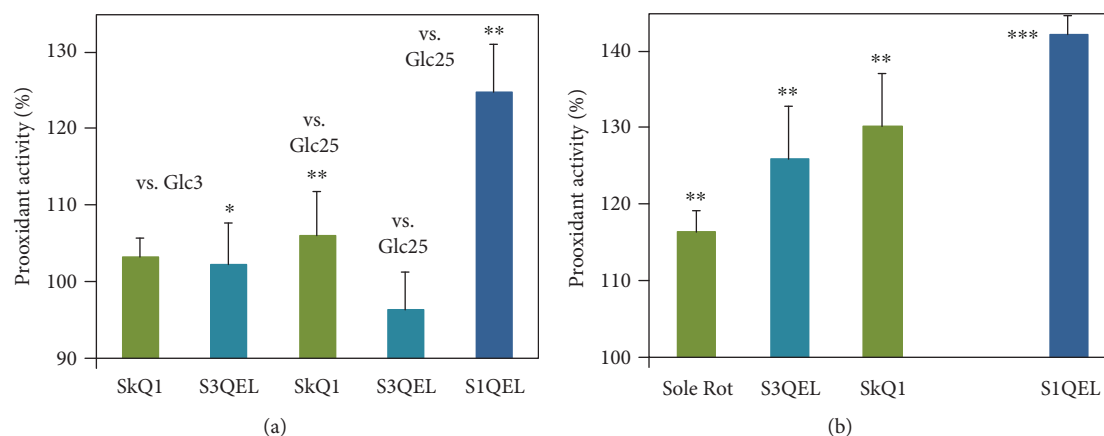 Prooxidant activity (%)
130
120
110
100
90
vs. Glc3
*
vs.
Glc25
**
vs.
Glc25
vs.
Glc25
**
SkQ1
S3QEL
SkQ1
S3QEL
S1QEL
(a)
Prooxidant activity (%)
140
130
120
110
100
**
**
**
***
Sole Rot
S3QEL
SkQ1
S1QEL
(b)